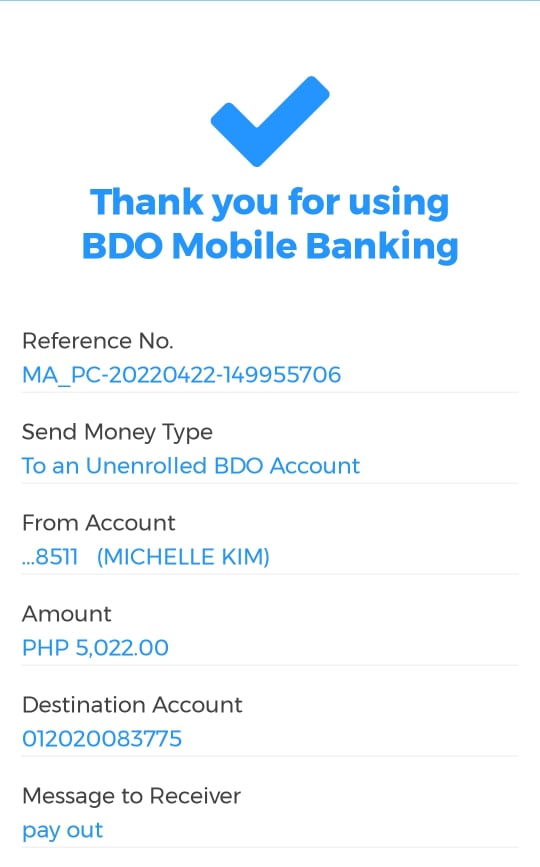 Thank you for using
BDO Mobile Banking
Reference No.
MA_PC-20220422-149955706
Send Money Type
To an Unenrolled BDO Account
From Account
...8511 (MICHELLE KIM)
Amount
PHP 5,022.00
Destination Account
012020083775
Message to Receiver
pay out